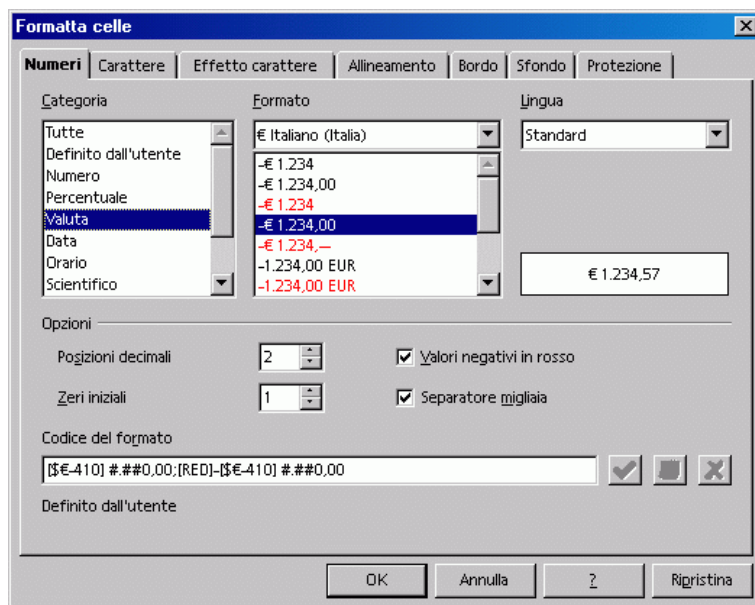 Formatta celle
Numeri Carattere Effetto carattere Allineamento Bordo Sfondo Protezione
Categoria Formato Lingua
Tutte
Definito dall'utente
Numero
Percentuale
Valuta
Data
Orario
Scientifico
€ Italiano (Italia)
-€ 1.234
-€ 1.234,00
-€ 1.234
-€ 1.234,00
-€ 1.234,--
-1.234,00 EUR
-1.234,00 EUR
Standard
€ 1.234,57
Opzioni
Posizioni decimali 2 Valori negativi in rosso
Zeri iniziali 1 Separatore migliaia
Codice del formato
[$€-410] #.##0,00;[RED]-[$€-410] #.##0,00
Definito dall'utente
OK Annulla ? Ripristina